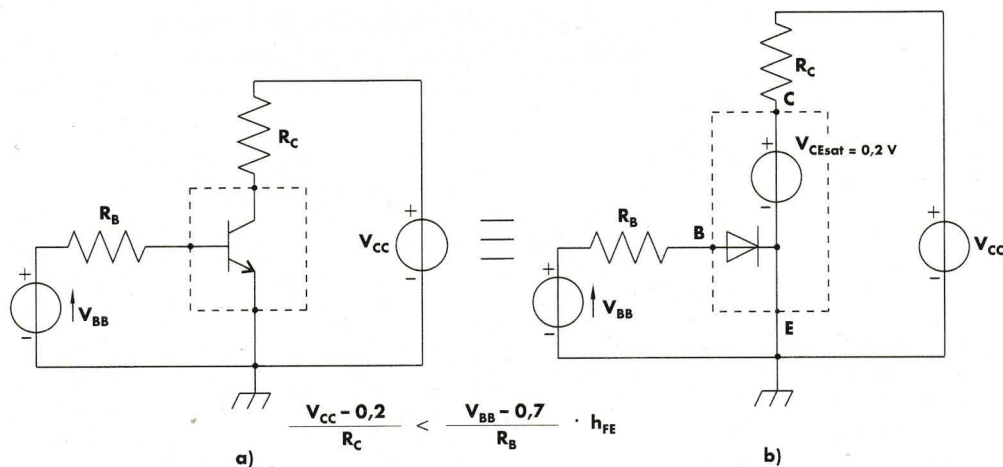 R_C
R_B
V_BB
V_CC
+
-
+
-
a)
R_C
C
V_CEsat = 0,2 V
R_B
B
E
V_BB
V_CC
+
-
+
-
+
-
b)
(V_CC – 0,2) / R_C < (V_BB – 0,7) / R_B · h_FE